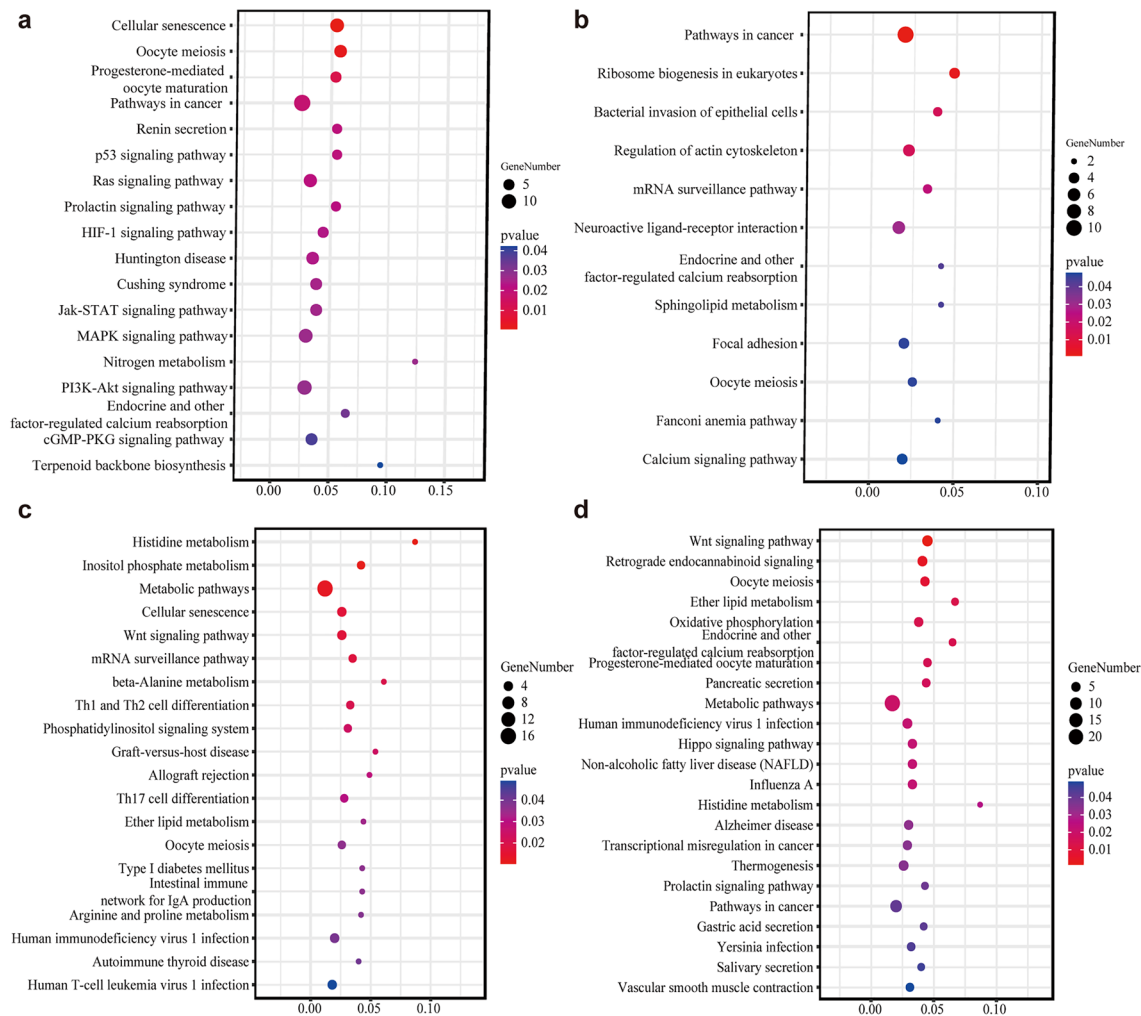 a
Cellular senescence
Oocyte meiosis
Progesterone-mediated
oocyte maturation
Pathways in cancer
Renin secretion
p53 signaling pathway
Ras signaling pathway
Prolactin signaling pathway
HIF-1 signaling pathway
Huntington disease
Cushing syndrome
Jak-STAT signaling pathway
MAPK signaling pathway
Nitrogen metabolism
PI3K-Akt signaling pathway
Endocrine and other
factor-regulated calcium reabsorption
cGMP-PKG signaling pathway
Terpenoid backbone biosynthesis
0.00 0.05 0.10 0.15
GeneNumber
5
10
pvalue
0.04
0.03
0.02
0.01
b
Pathways in cancer
Ribosome biogenesis in eukaryotes
Bacterial invasion of epithelial cells
Regulation of actin cytoskeleton
mRNA surveillance pathway
Neuroactive ligand-receptor interaction
Endocrine and other
factor-regulated calcium reabsorption
Sphingolipid metabolism
Focal adhesion
Oocyte meiosis
Fanconi anemia pathway
Calcium signaling pathway
0.00 0.05 0.10
GeneNumber
2
4
6
8
10
pvalue
0.04
0.03
0.02
0.01
c
Histidine metabolism
Inositol phosphate metabolism
Metabolic pathways
Cellular senescence
Wnt signaling pathway
mRNA surveillance pathway
beta-Alanine metabolism
Th1 and Th2 cell differentiation
Phosphatidylinositol signaling system
Graft-versus-host disease
Allograft rejection
Th17 cell differentiation
Ether lipid metabolism
Oocyte meiosis
Type I diabetes mellitus
Intestinal immune
network for IgA production
Arginine and proline metabolism
Human immunodeficiency virus 1 infection
Autoimmune thyroid disease
Human T-cell leukemia virus 1 infection
0.00 0.05 0.10
GeneNumber
4
8
12
16
pvalue
0.04
0.03
0.02
d
Wnt signaling pathway
Retrograde endocannabinoid signaling
Oocyte meiosis
Ether lipid metabolism
Oxidative phosphorylation
Endocrine and other
factor-regulated calcium reabsorption
Progesterone-mediated oocyte maturation
Pancreatic secretion
Metabolic pathways
Human immunodeficiency virus 1 infection
Hippo signaling pathway
Non-alcoholic fatty liver disease (NAFLD)
Influenza A
Histidine metabolism
Alzheimer disease
Transcriptional misregulation in cancer
Thermogenesis
Prolactin signaling pathway
Pathways in cancer
Gastric acid secretion
Yersinia infection
Salivary secretion
Vascular smooth muscle contraction
0.00 0.05 0.10
GeneNumber
5
10
15
20
pvalue
0.04
0.03
0.02
0.01